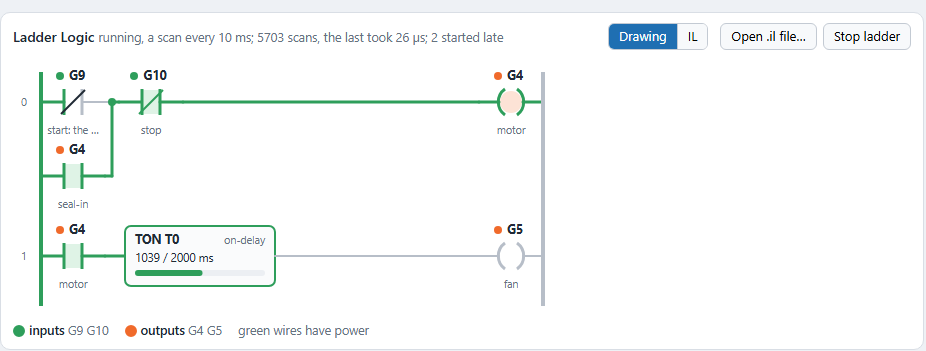 Ladder Logic running, a scan every 10 ms; 5703 scans, the last took 26 µs; 2 started late
Drawing IL Open .il file... Stop ladder
G9 G10 G4
0
start: the ... stop motor
G4
seal-in
G4 TON T0 on-delay G5
1039 / 2000 ms
1
motor fan
inputs G9 G10 outputs G4 G5 green wires have power